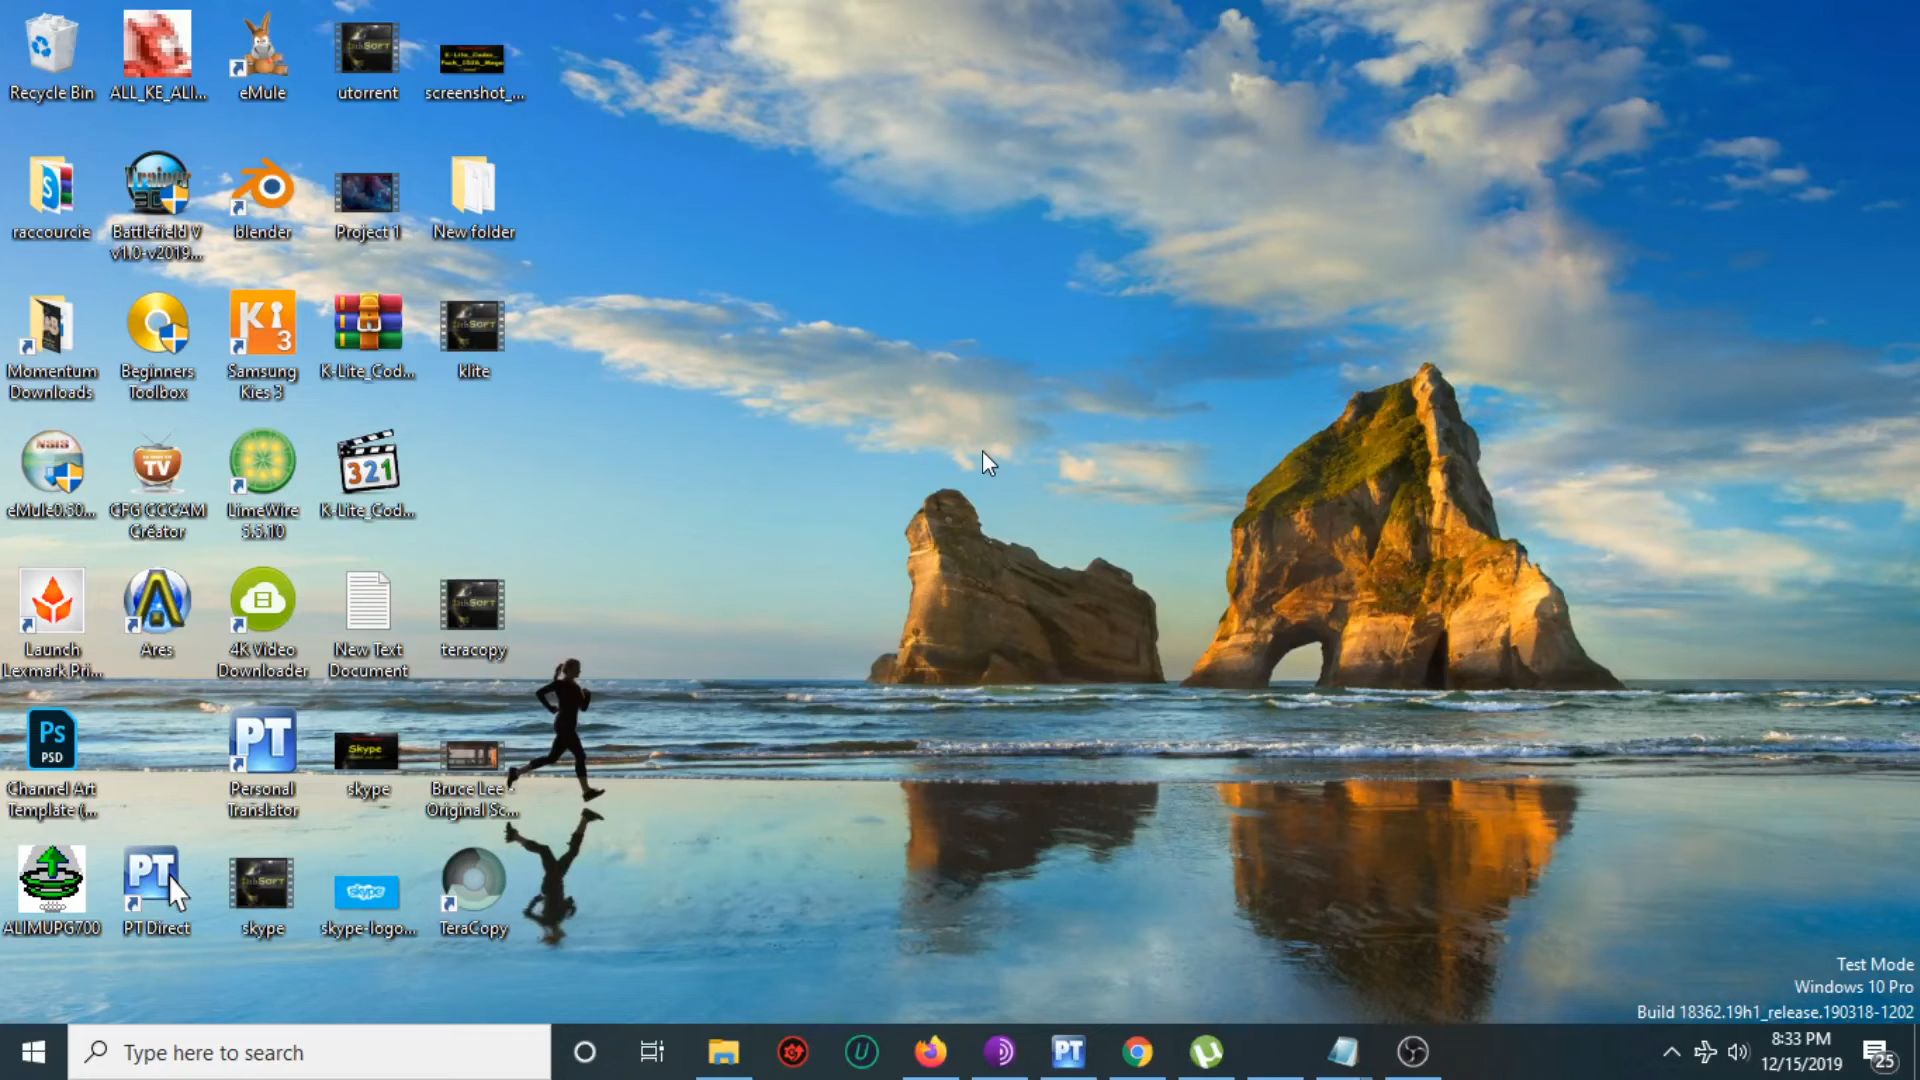 Recycle Bin
ALL_KE_ALI...
eMule
utorrent
screenshot_...
raccourcie
Battlefield V
v1.0-v2019...
blender
Project 1
New folder
Momentum
Downloads
Beginners
Toolbox
Samsung
Kies 3
K-Lite_Cod...
klite
eMule0.50...
CFG CCCAM
Créator
LimeWire
5.5.10
K-Lite_Cod...
Launch
Lexmark Pri...
Ares
4K Video
Downloader
New Text
Document
teracopy
Channel Art
Template (...
Personal
Translator
skype
Bruce Lee -
Original Sc...
ALIMUPG700
PT Direct
skype
skype-logo...
TeraCopy
Test Mode
Windows 10 Pro
Build 18362.19h1_release.190318-1202
Type here to search
PT
8:33 PM
12/15/2019
25